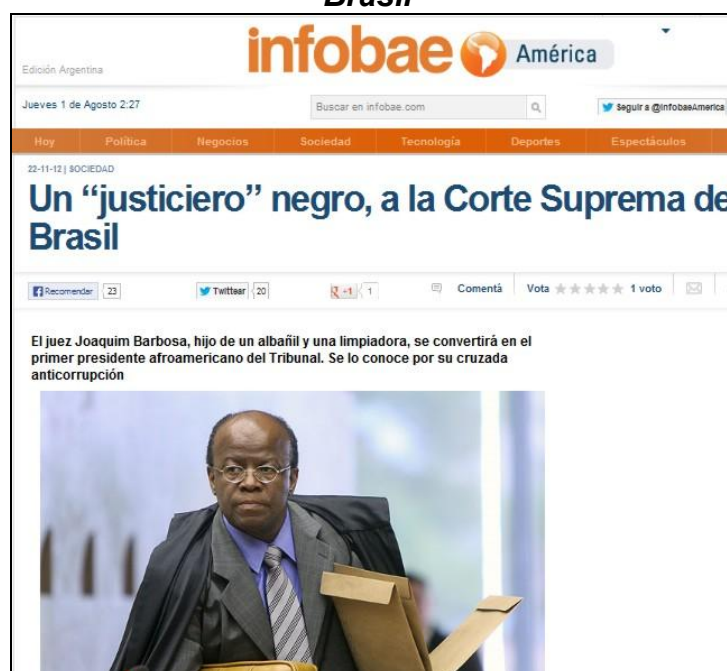 Brasil
infobae América
Edición Argentina
Jueves 1 de Agosto 2:27
Buscar en infobae.com
Seguir a @InfobaeAmerica
Hoy Política Negocios Sociedad Tecnología Deportes Espectáculos
22-11-12 | SOCIEDAD
Un “justiciero” negro, a la Corte Suprema de
Brasil
Recomendar 23 Twittear 20 +1 1 Comentá Vota 1 voto
El juez Joaquim Barbosa, hijo de un albañil y una limpiadora, se convertirá en el
primer presidente afroamericano del Tribunal. Se lo conoce por su cruzada
anticorrupción